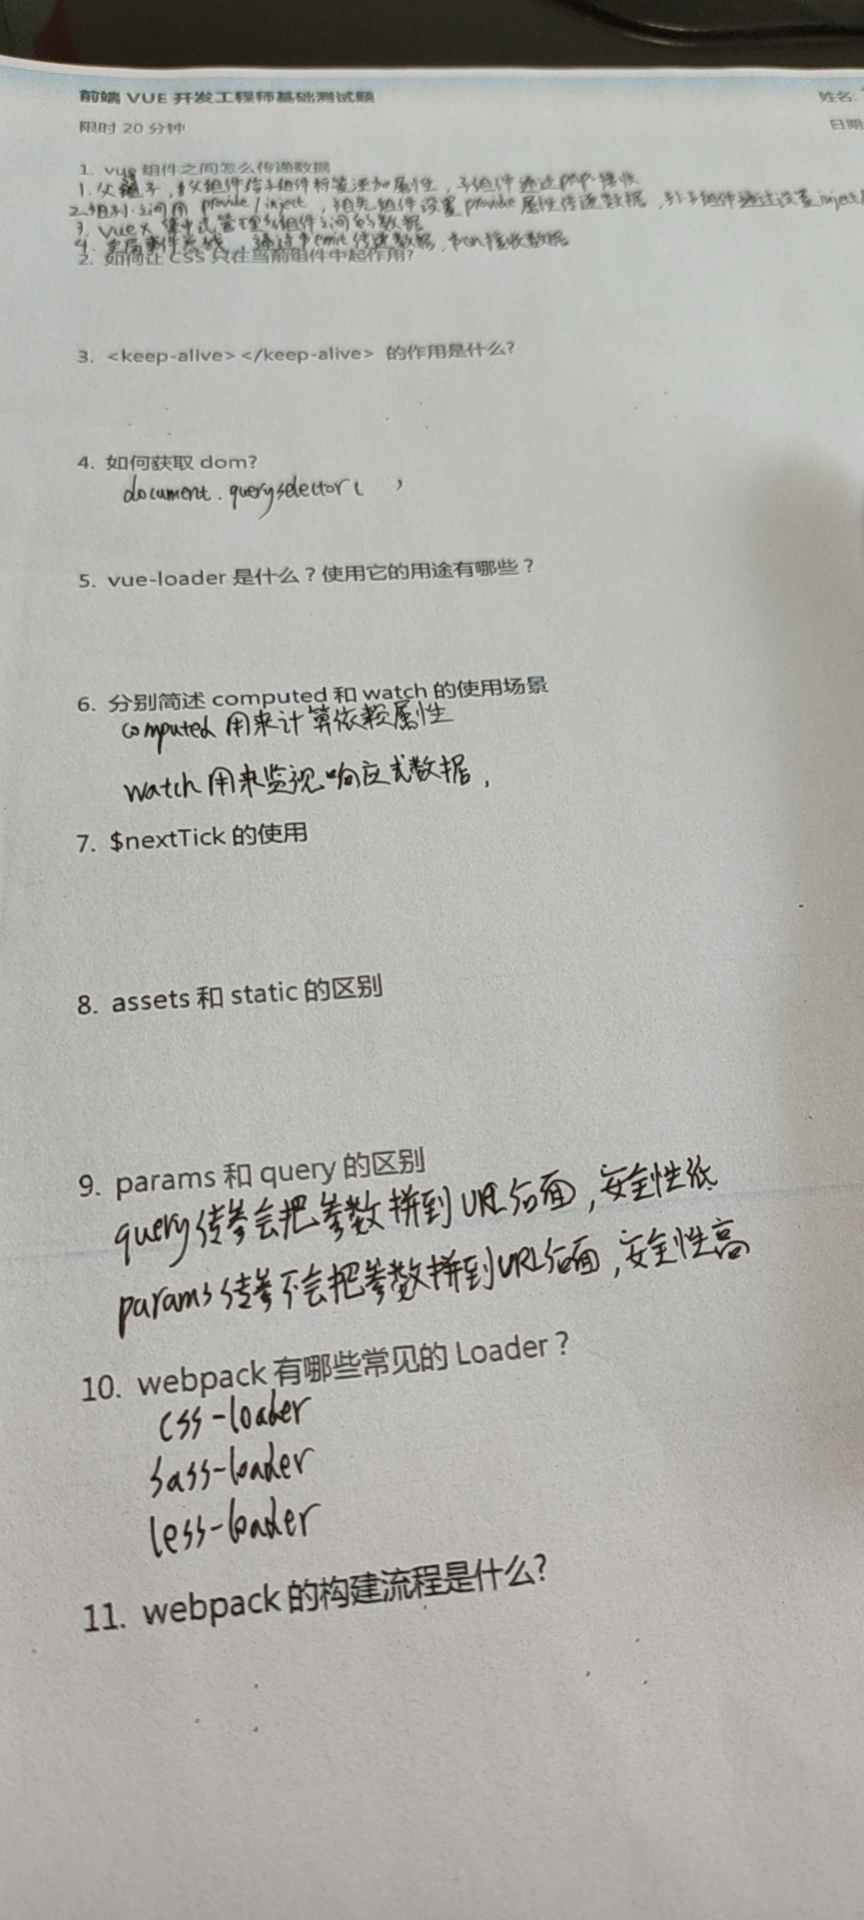 前端 VUE 开发工程师基础测试题
姓名:
限时 20 分钟
日期
1. vue 组件之间怎么传递数据
1. 父子, 父组件给子组件标签添加属性, 子组件通过 prop 接收
2. 祖孙之间用 provide / inject, 祖先组件设置 provide 属性传递数据, 孙子组件通过设置 inject
3. vuex 集中式管理组件之间的数据
4. 全局事件总线, 通过 $emit 传递数据, $on 接收数据
2. 如何让 CSS 只在当前组件中起作用?
3. <keep-alive></keep-alive> 的作用是什么?
4. 如何获取 dom?
document.queryselector( )
5. vue-loader 是什么？使用它的用途有哪些？
6. 分别简述 computed 和 watch 的使用场景
computed 用来计算依赖属性
watch 用来监视响应式数据,
7. $nextTick 的使用
8. assets 和 static 的区别
9. params 和 query 的区别
query 传参会把参数拼到 URL 后面, 安全性低
params 传参不会把参数拼到 URL 后面, 安全性高
10. webpack 有哪些常见的 Loader？
css-loader
sass-loader
less-loader
11. webpack 的构建流程是什么?